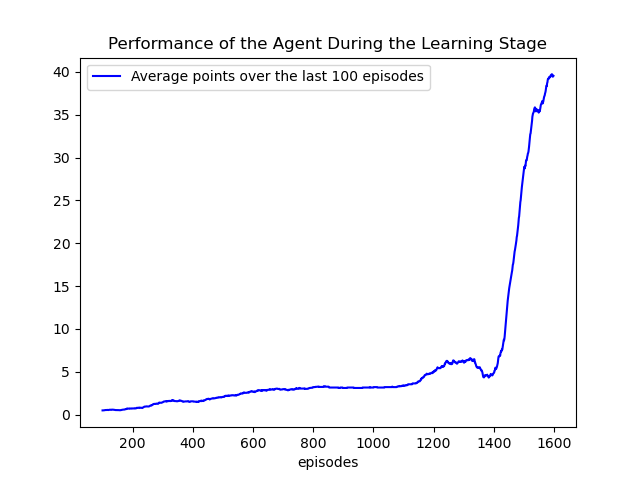 Performance of the Agent During the Learning Stage
Average points over the last 100 episodes
40
35
30
25
20
15
10
5
0
200 400 600 800 1000 1200 1400 1600
episodes